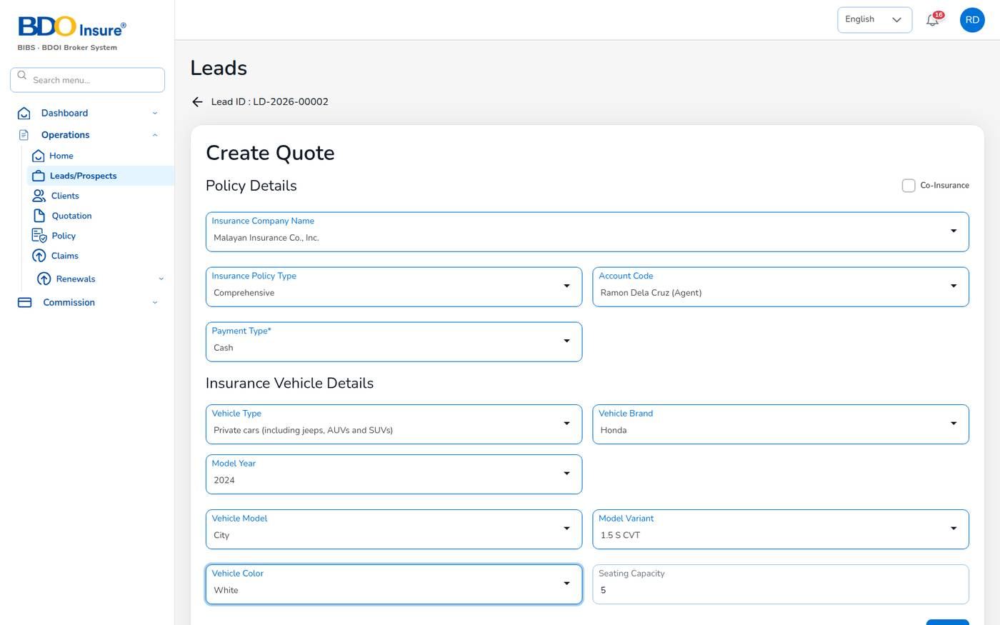 BDO Insure®
BIBS · BDOI Broker System
Search menu...
Dashboard
Operations
Home
Leads/Prospects
Clients
Quotation
Policy
Claims
Renewals
Commission
English
16
RD
Leads
Lead ID : LD-2026-00002
Create Quote
Policy Details
Co-Insurance
Insurance Company Name
Malayan Insurance Co., Inc.
Insurance Policy Type
Comprehensive
Account Code
Ramon Dela Cruz (Agent)
Payment Type*
Cash
Insurance Vehicle Details
Vehicle Type
Private cars (including jeeps, AUVs and SUVs)
Vehicle Brand
Honda
Model Year
2024
Vehicle Model
City
Model Variant
1.5 S CVT
Vehicle Color
White
Seating Capacity
5